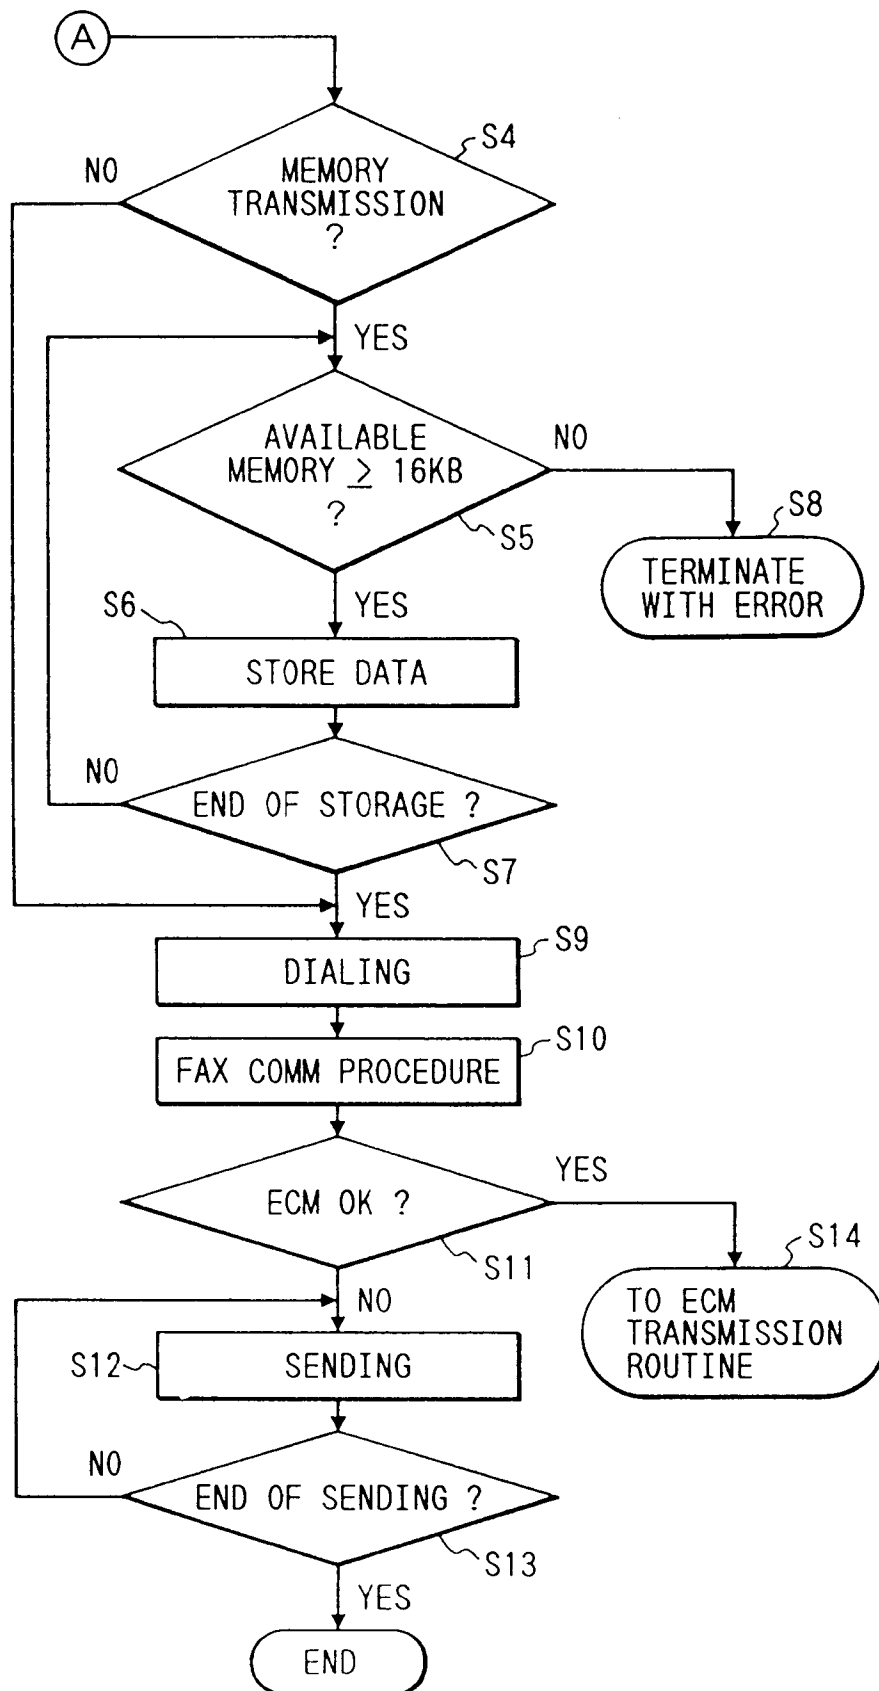 A
S4
NO
MEMORY
TRANSMISSION
?
YES
AVAILABLE
MEMORY ≥ 16KB
?
NO
S5
S8
TERMINATE
WITH ERROR
YES
S6
STORE DATA
NO
END OF STORAGE ?
S7
YES
S9
DIALING
S10
FAX COMM PROCEDURE
YES
ECM OK ?
S11
S14
TO ECM
TRANSMISSION
ROUTINE
NO
S12
SENDING
NO
END OF SENDING ?
S13
YES
END